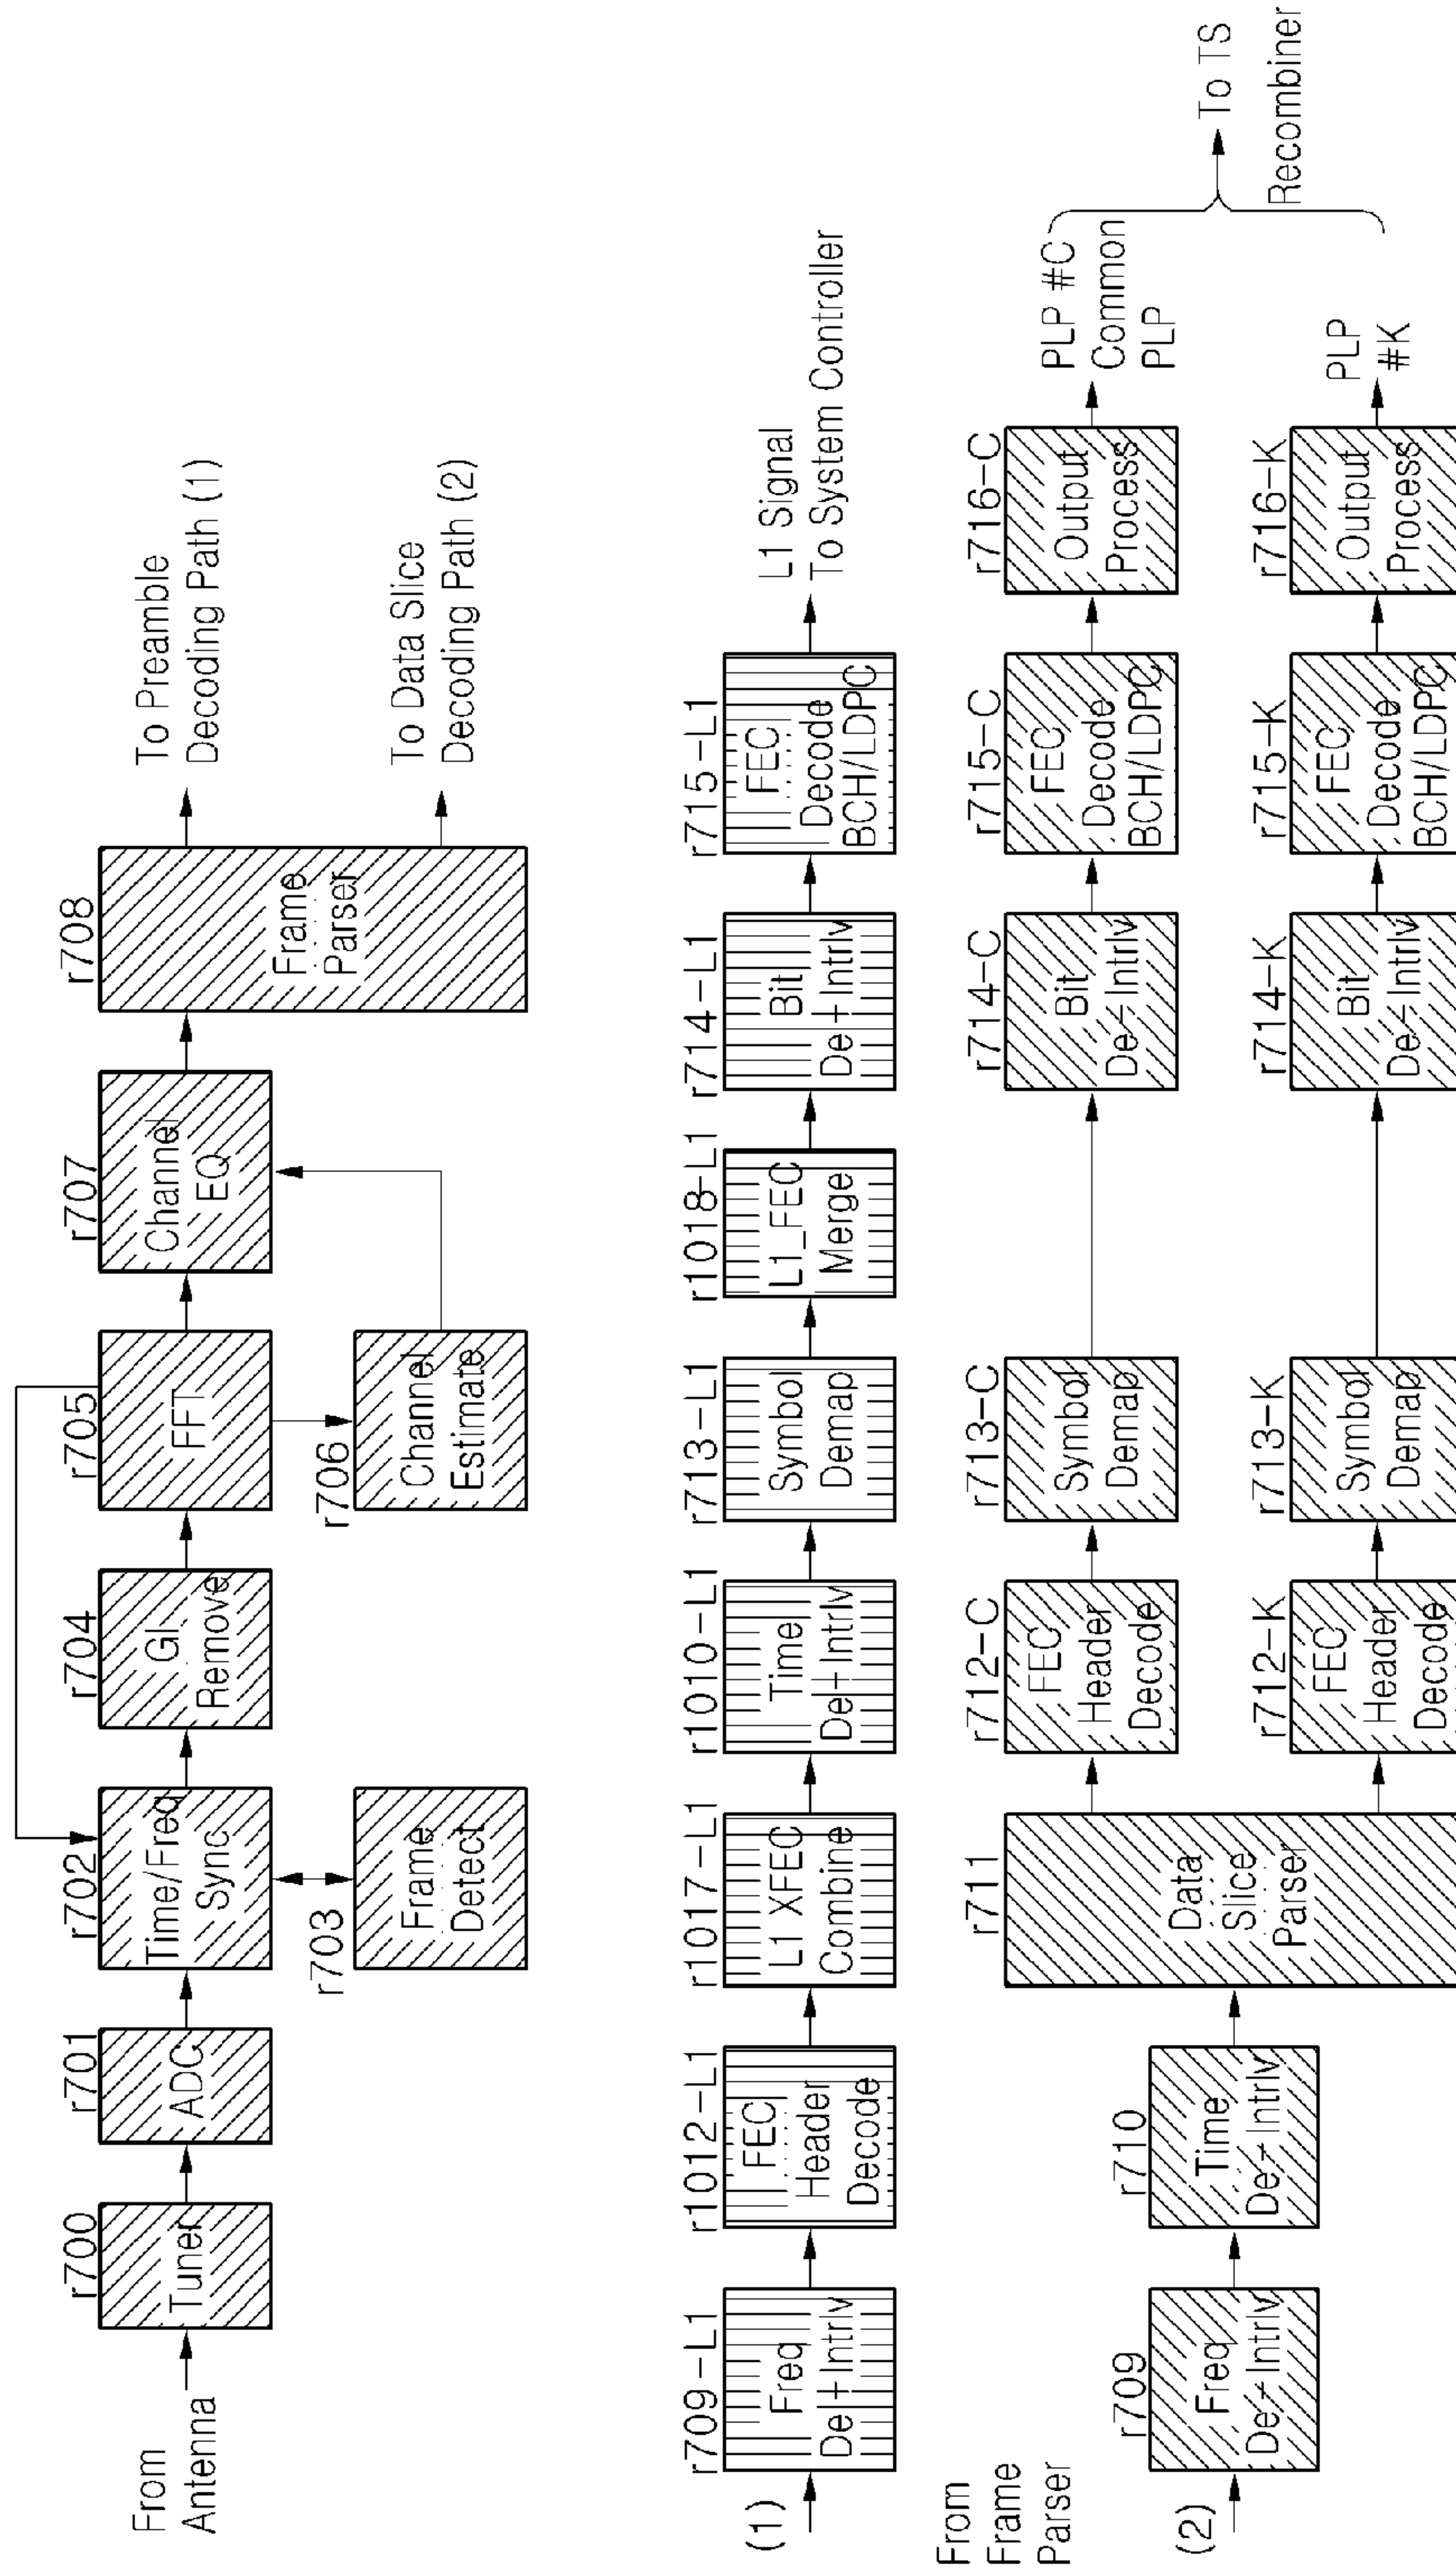 From
Antenna
r700
Tuner
r701
ADC
r702
Time/Freq
Sync
r703
Frame
Detect
r704
GI
Remove
r705
FFT
r706
Channel
Estimate
r707
Channel
EQ
r708
Frame
Parser
To Preamble
Decoding Path (1)
To Data Slice
Decoding Path (2)
(1)
r709-L1
Freq
De-Intrlv
r1012-L1
FEC
Header
Decode
r1017-L1
L1 XFEC
Combine
r1010-L1
Time
De-Intrlv
r713-L1
Symbol
Demap
r1018-L1
L1_FEC
Merge
r714-L1
Bit
De-Intrlv
r715-L1
FEC
Decode
BCH/LDPC
L1 Signal
To System Controller
From
Frame
Parser
(2)
r709
Freq
De-Intrlv
r710
Time
De-Intrlv
r711
Data
Slice
Parser
r712-C
FEC
Header
Decode
r713-C
Symbol
Demap
r714-C
Bit
De-Intrlv
r715-C
FEC
Decode
BCH/LDPC
r716-C
Output
Process
PLP #C
Common
PLP
r712-K
FEC
Header
Decode
r713-K
Symbol
Demap
r714-K
Bit
De-Intrlv
r715-K
FEC
Decode
BCH/LDPC
r716-K
Output
Process
PLP
#K
To TS
Recombiner